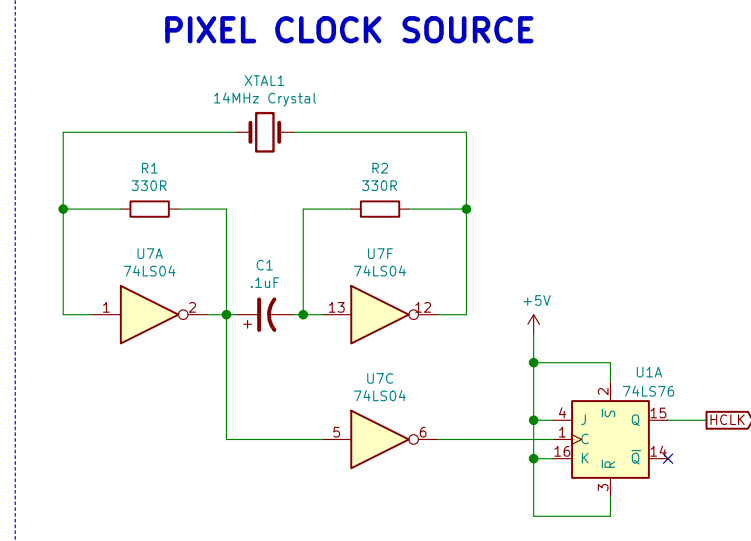 PIXEL CLOCK SOURCE
XTAL1
14MHz Crystal
R1
330R
R2
330R
U7A
74LS04
1
2
C1
.1uF
+
U7F
74LS04
13
12
+5V
U7C
74LS04
5
6
U1A
74LS76
2
S
4
J
Q
15
HCLK
1
C
16
K
Q
14
R
3